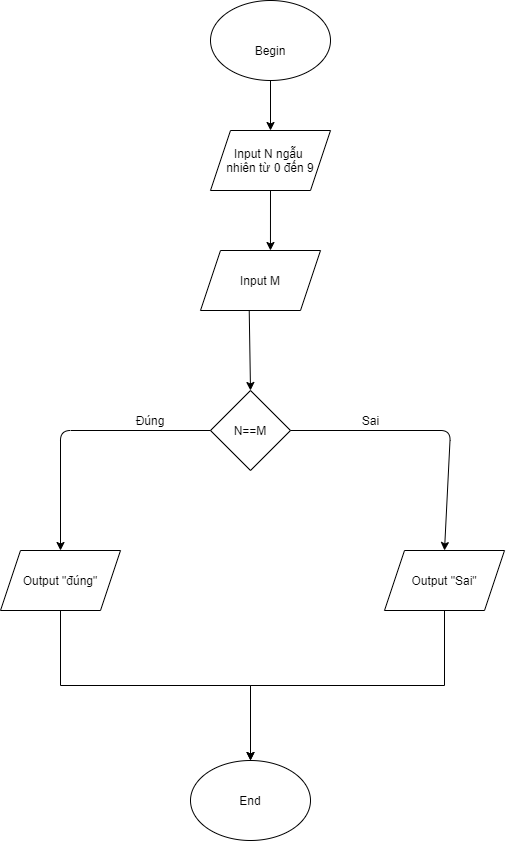 Begin
Input N ngẫu
nhiên từ 0 đến 9
Input M
Đúng
N==M
Sai
Output "đúng"
Output "Sai"
End